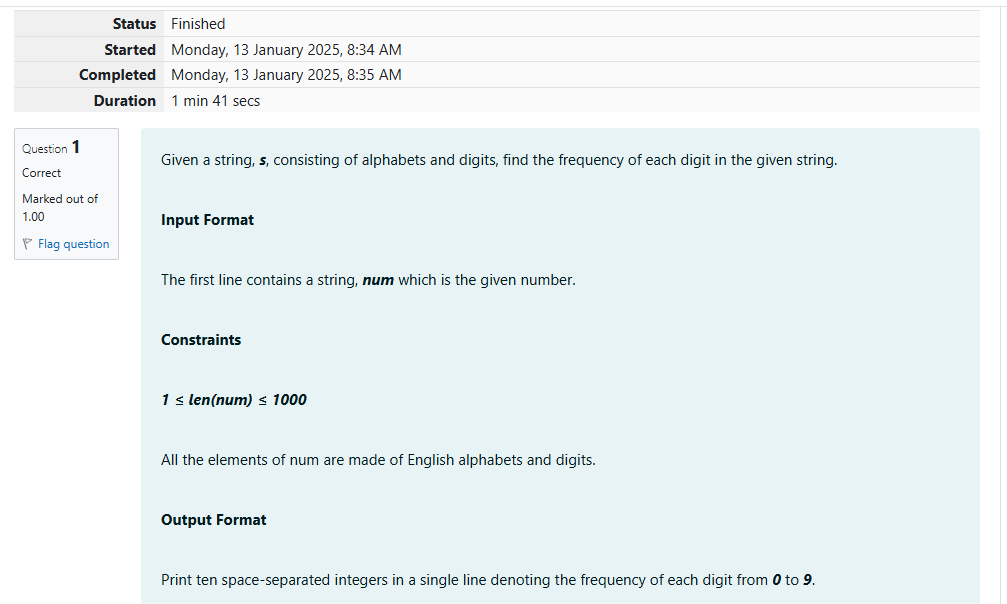 Status Finished
Started Monday, 13 January 2025, 8:34 AM
Completed Monday, 13 January 2025, 8:35 AM
Duration 1 min 41 secs
Question 1
Correct
Marked out of
1.00
Flag question
Given a string, s, consisting of alphabets and digits, find the frequency of each digit in the given string.
Input Format
The first line contains a string, num which is the given number.
Constraints
1 ≤ len(num) ≤ 1000
All the elements of num are made of English alphabets and digits.
Output Format
Print ten space-separated integers in a single line denoting the frequency of each digit from 0 to 9.